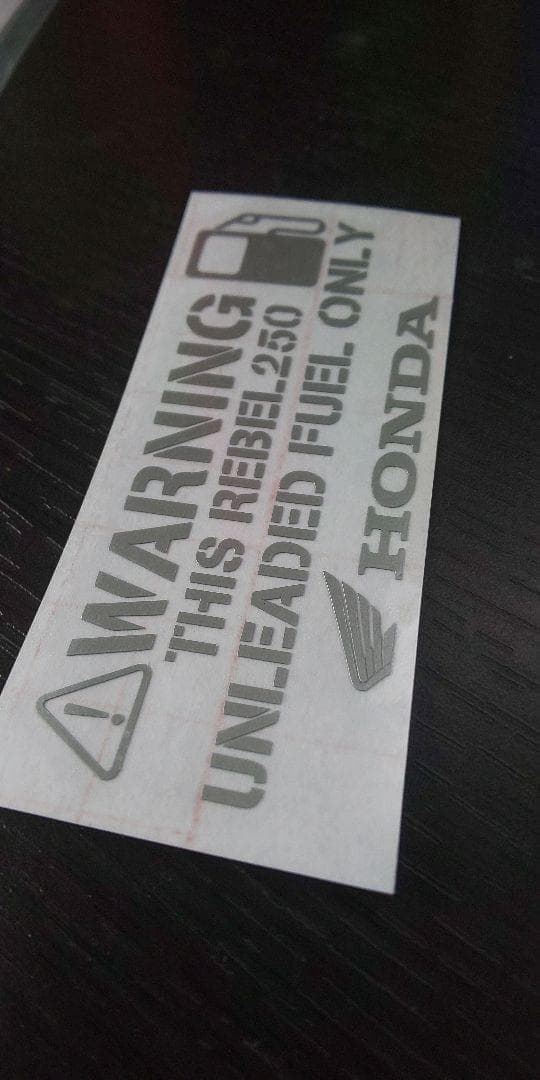 WARNING
THIS REBEL250
UNLEADED FUEL ONLY
HONDA